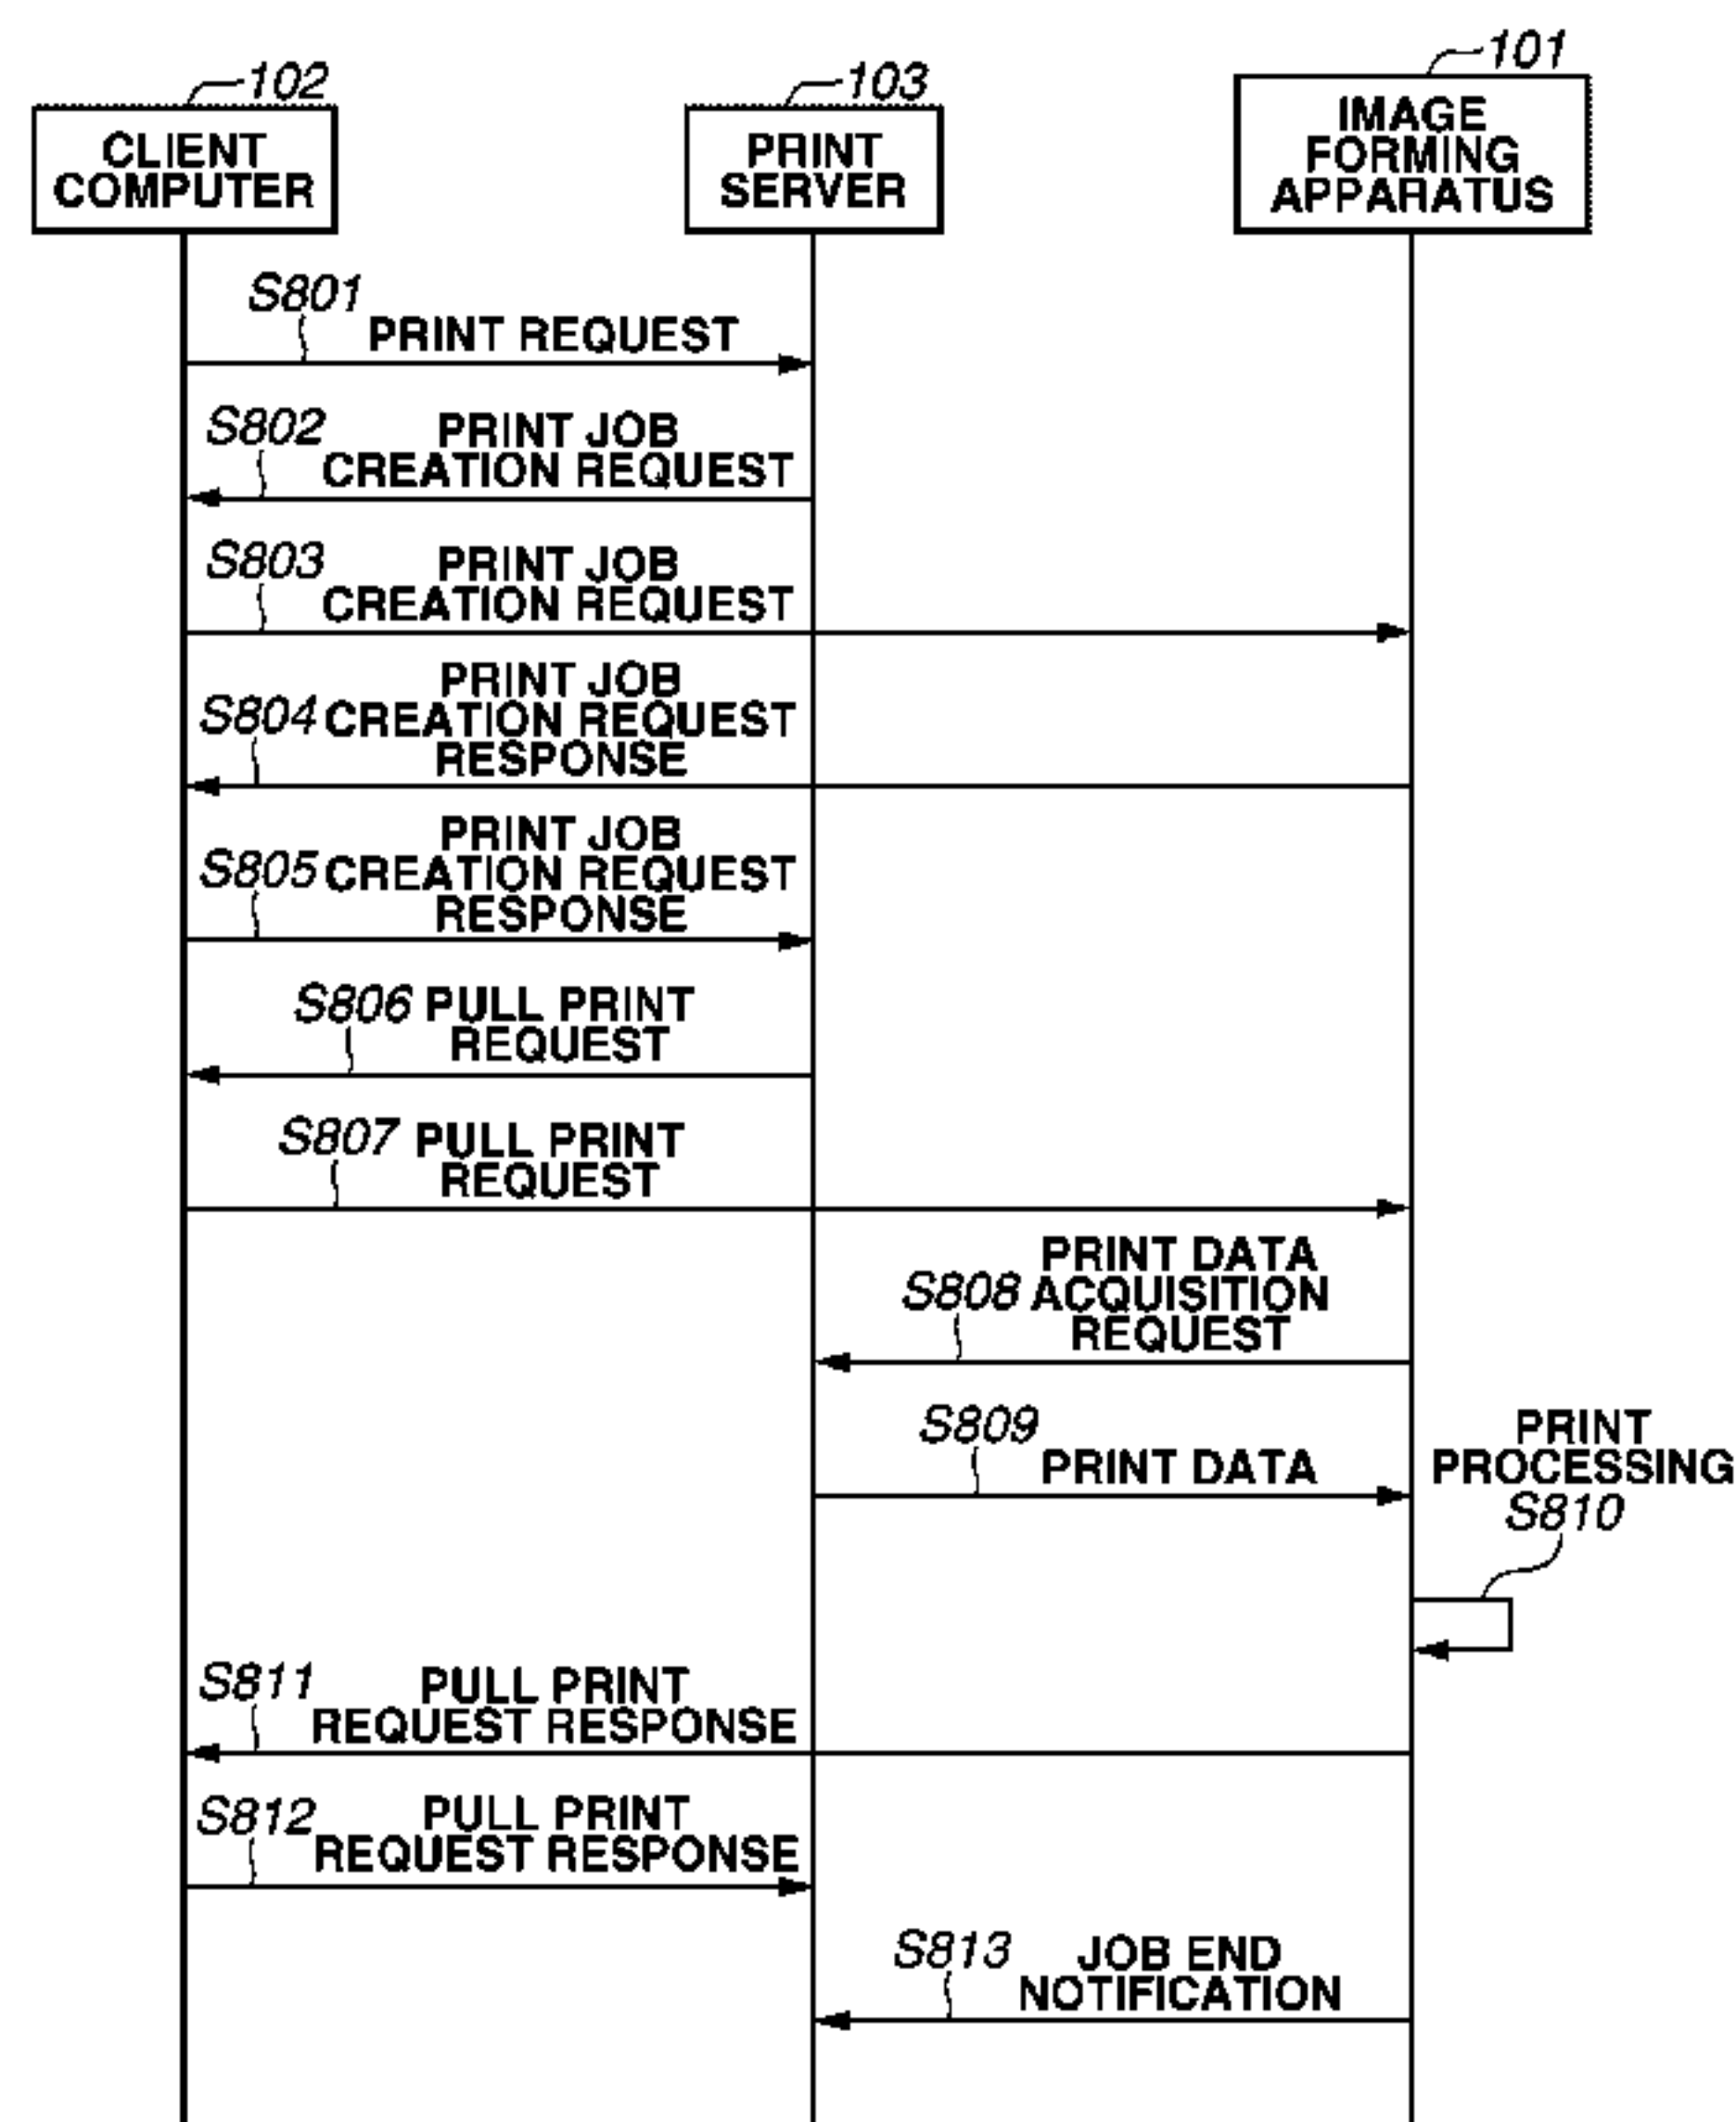 102
103
101
CLIENT
COMPUTER
PRINT
SERVER
IMAGE
FORMING
APPARATUS
S801
PRINT REQUEST
S802
PRINT JOB
CREATION REQUEST
S803
PRINT JOB
CREATION REQUEST
PRINT JOB
S804 CREATION REQUEST
RESPONSE
PRINT JOB
S805 CREATION REQUEST
RESPONSE
S806 PULL PRINT
REQUEST
S807 PULL PRINT
REQUEST
PRINT DATA
S808 ACQUISITION
REQUEST
S809
PRINT DATA
PRINT
PROCESSING
S810
S811
PULL PRINT
REQUEST RESPONSE
S812
PULL PRINT
REQUEST RESPONSE
S813 JOB END
NOTIFICATION